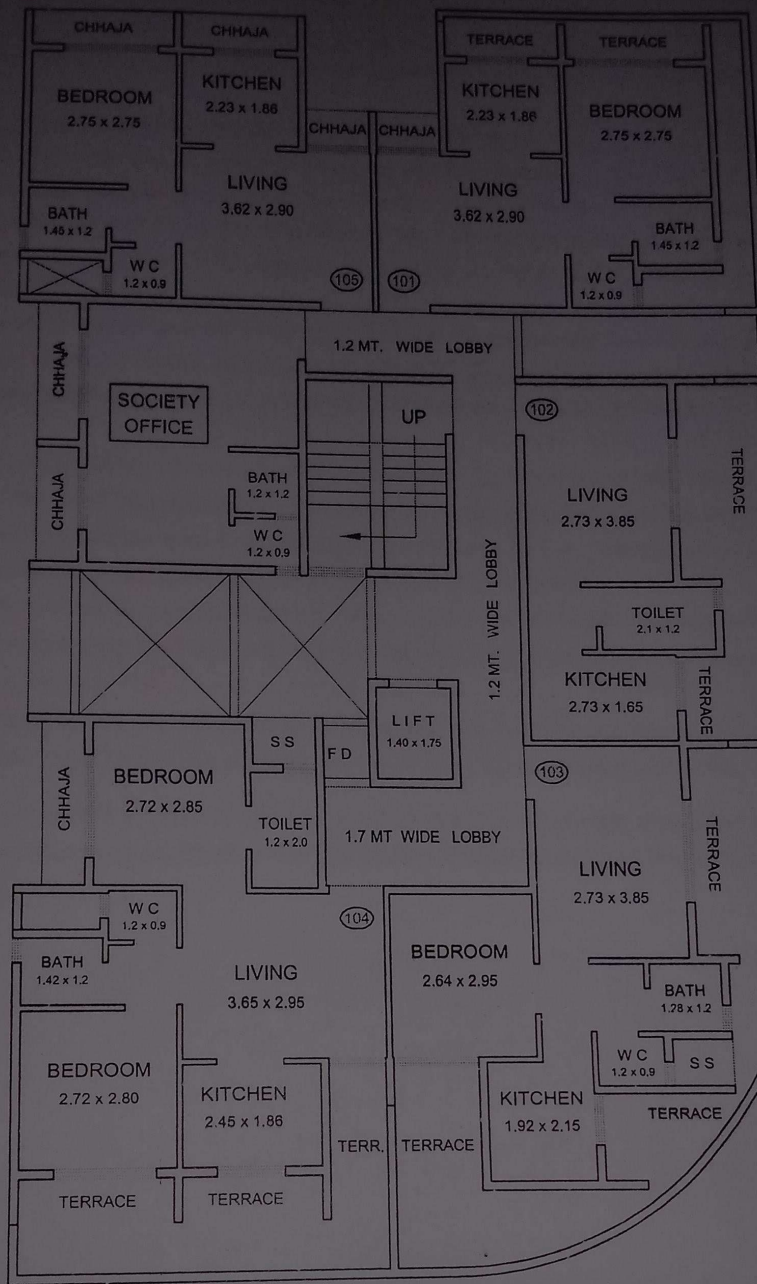 CHHAJA
CHHAJA
BEDROOM
2.75 x 2.75
KITCHEN
2.23 x 1.86
CHHAJA
CHHAJA
TERRACE
TERRACE
KITCHEN
2.23 x 1.86
BEDROOM
2.75 x 2.75
LIVING
3.62 x 2.90
LIVING
3.62 x 2.90
BATH
1.45 x 1.2
W C
1.2 x 0.9
BATH
1.45 x 1.2
W C
1.2 x 0.9
105
101
1.2 MT. WIDE LOBBY
CHHAJA
SOCIETY
OFFICE
CHHAJA
BATH
1.2 x 1.2
W C
1.2 x 0.9
UP
102
LIVING
2.73 x 3.85
TERRACE
1.2 MT. WIDE LOBBY
TOILET
2.1 x 1.2
KITCHEN
2.73 x 1.65
TERRACE
LIFT
1.40 x 1.75
S S
F D
CHHAJA
BEDROOM
2.72 x 2.85
TOILET
1.2 x 2.0
1.7 MT WIDE LOBBY
103
LIVING
2.73 x 3.85
TERRACE
W C
1.2 x 0.9
BATH
1.42 x 1.2
104
LIVING
3.65 x 2.95
BEDROOM
2.64 x 2.95
BATH
1.28 x 1.2
W C
1.2 x 0.9
S S
BEDROOM
2.72 x 2.80
KITCHEN
2.45 x 1.86
KITCHEN
1.92 x 2.15
TERRACE
TERR.
TERRACE
TERRACE
TERRACE